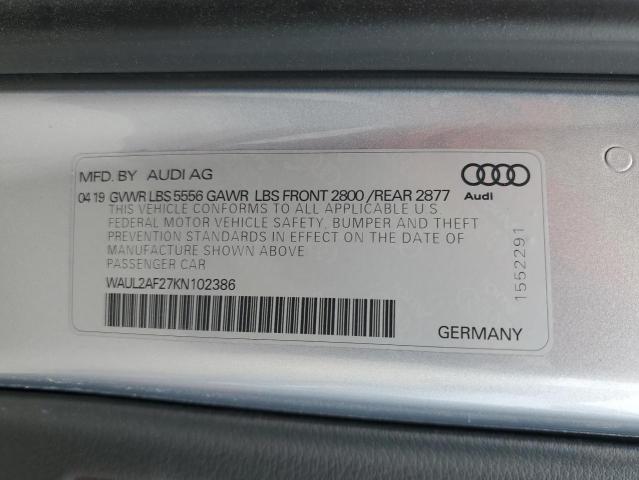 MFD. BY AUDI AG
Audi
04 19 GVWR LBS 5556 GAWR LBS FRONT 2800 /REAR 2877
THIS VEHICLE CONFORMS TO ALL APPLICABLE U.S.
FEDERAL MOTOR VEHICLE SAFETY, BUMPER AND THEFT
PREVENTION STANDARDS IN EFFECT ON THE DATE OF
MANUFACTURE SHOWN ABOVE
PASSENGER CAR
WAUL2AF27KN102386
1552291
GERMANY